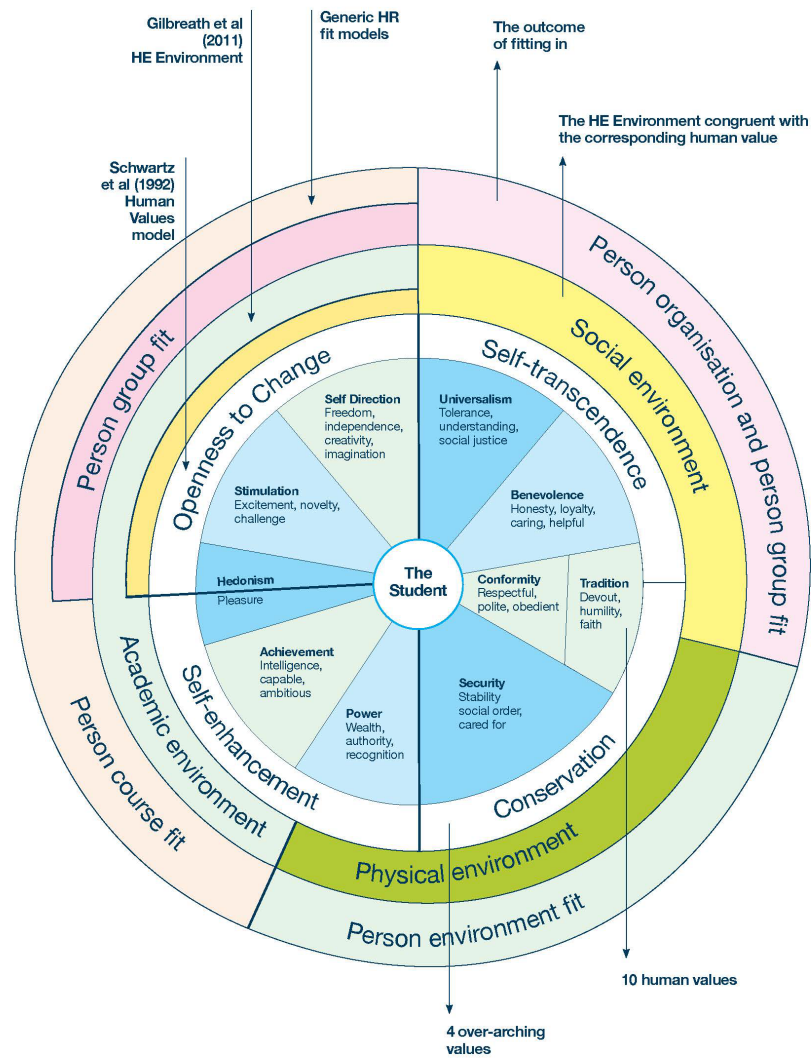 Gilbreath et al
(2011)
HE Environment
Generic HR
fit models
The outcome
of fitting in
The HE Environment congruent with
the corresponding human value
Schwartz
et al (1992)
Human
Values
model
Person group fit
Person organisation and person group fit
Social environment
Openness to Change
Self-transcendence
Self Direction
Freedom,
independence,
creativity,
imagination
Universalism
Tolerance,
understanding,
social justice
Stimulation
Excitement, novelty,
challenge
Benevolence
Honesty, loyalty,
caring, helpful
Hedonism
Pleasure
The
Student
Conformity
Respectful,
polite, obedient
Tradition
Devout,
humility,
faith
Achievement
Intelligence,
capable,
ambitious
Power
Wealth,
authority,
recognition
Security
Stability
social order,
cared for
Self-enhancement
Conservation
Academic environment
Physical environment
Person course fit
Person environment fit
10 human values
4 over-arching
values